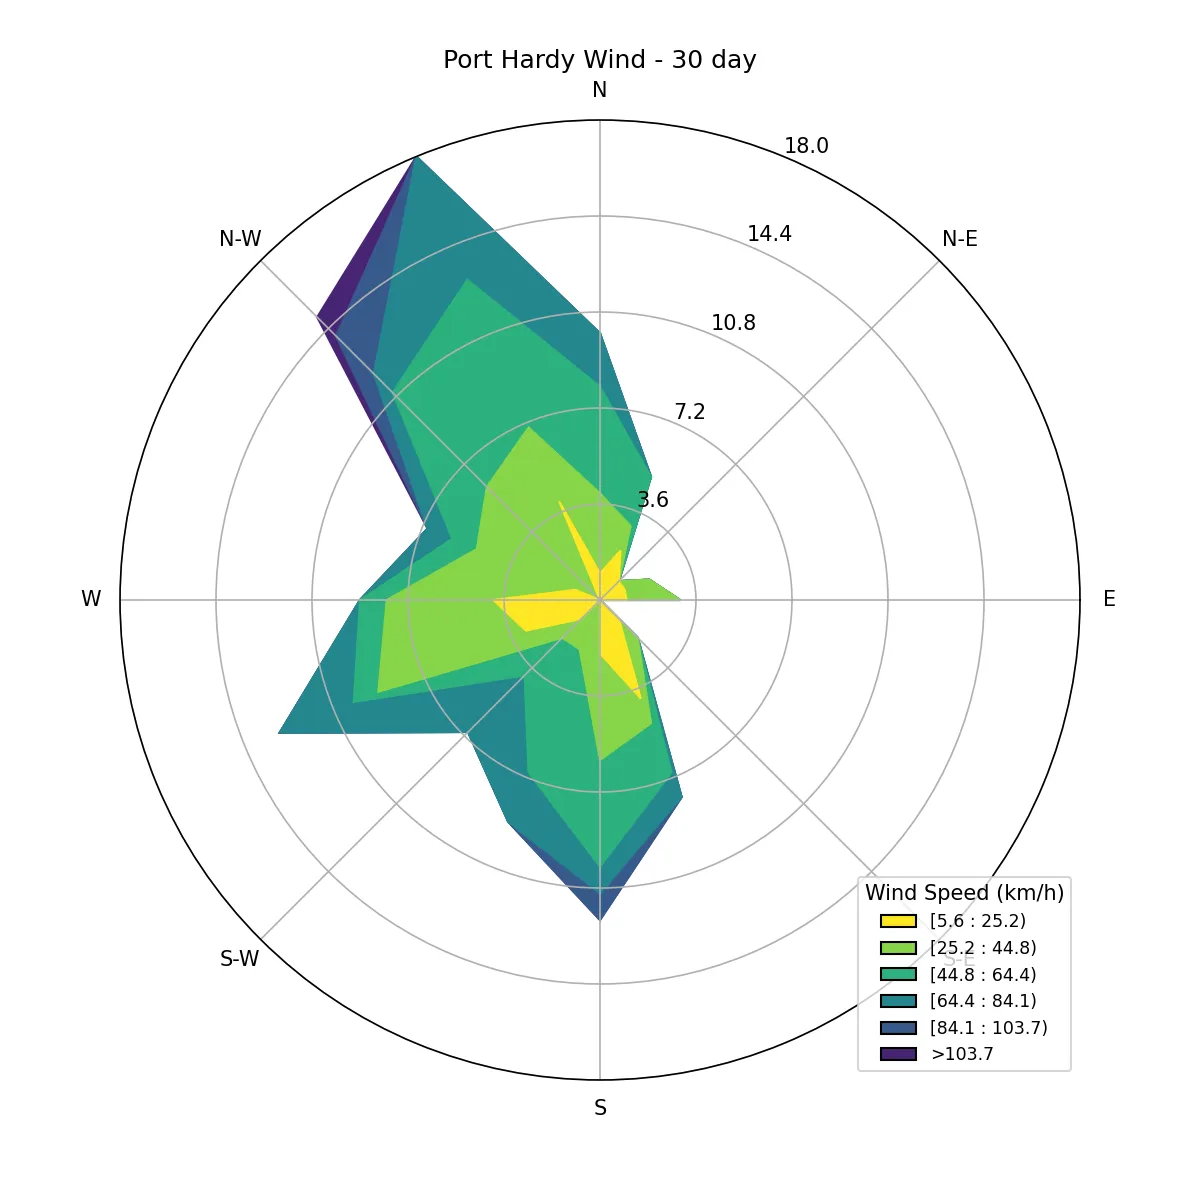 Port Hardy Wind - 30 day
N
18.0
N-W
14.4
N-E
10.8
7.2
3.6
W
E
Wind Speed (km/h)
[5.6 : 25.2)
[25.2 : 44.8)
S-W
S-E
[44.8 : 64.4)
[64.4 : 84.1)
[84.1 : 103.7)
>103.7
S